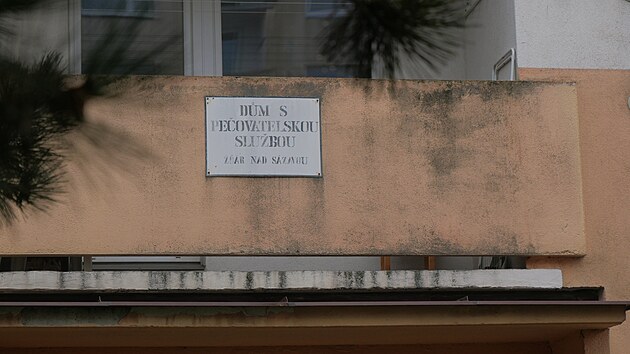 DŮM S
PEČOVATELSKOU
SLUŽBOU
ŽĎÁR NAD SÁZAVOU